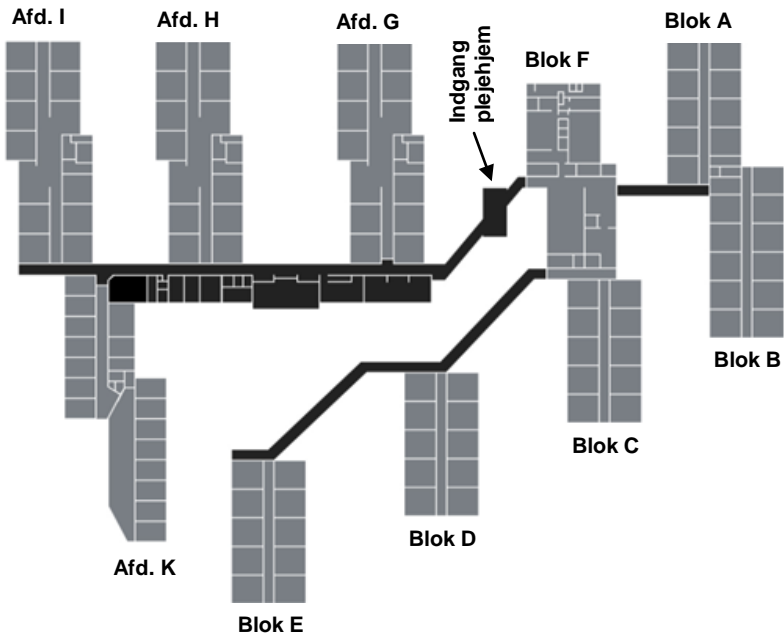 Afd. I
Afd. H
Afd. G
Indgang
plejehjem
Blok F
Blok A
Blok B
Blok C
Blok D
Afd. K
Blok E